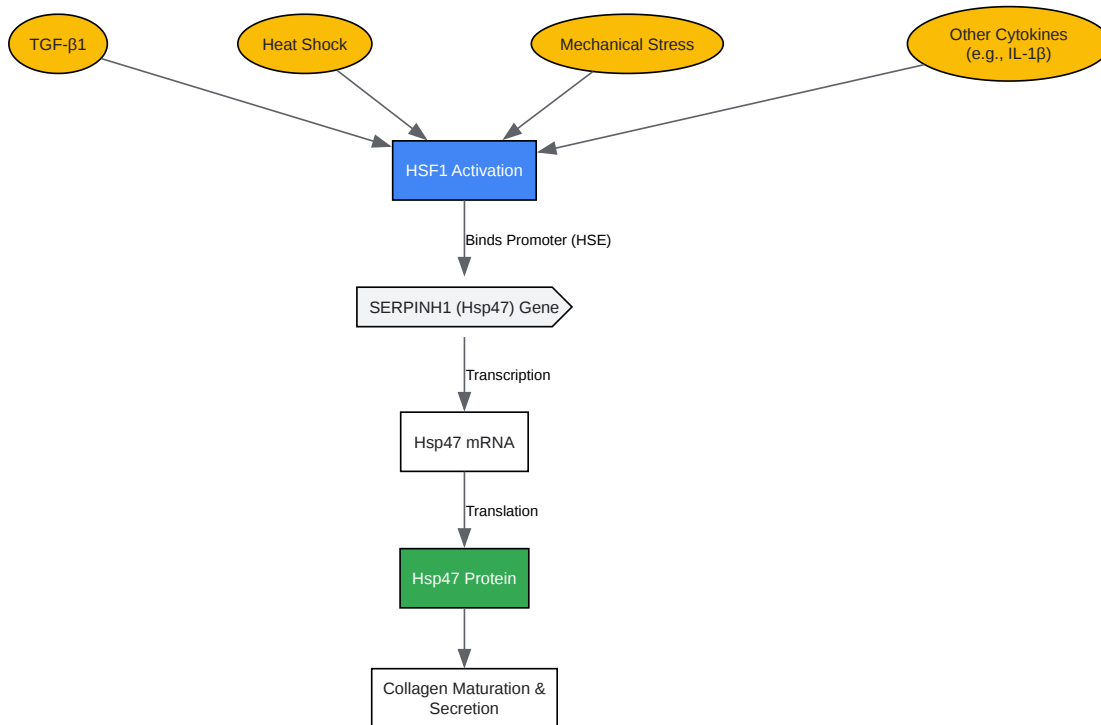 TGF-β1
Heat Shock
Mechanical Stress
Other Cytokines
(e.g., IL-1β)
HSF1 Activation
Binds Promoter (HSE)
SERPINH1 (Hsp47) Gene
Transcription
Hsp47 mRNA
Translation
Hsp47 Protein
Collagen Maturation &
Secretion